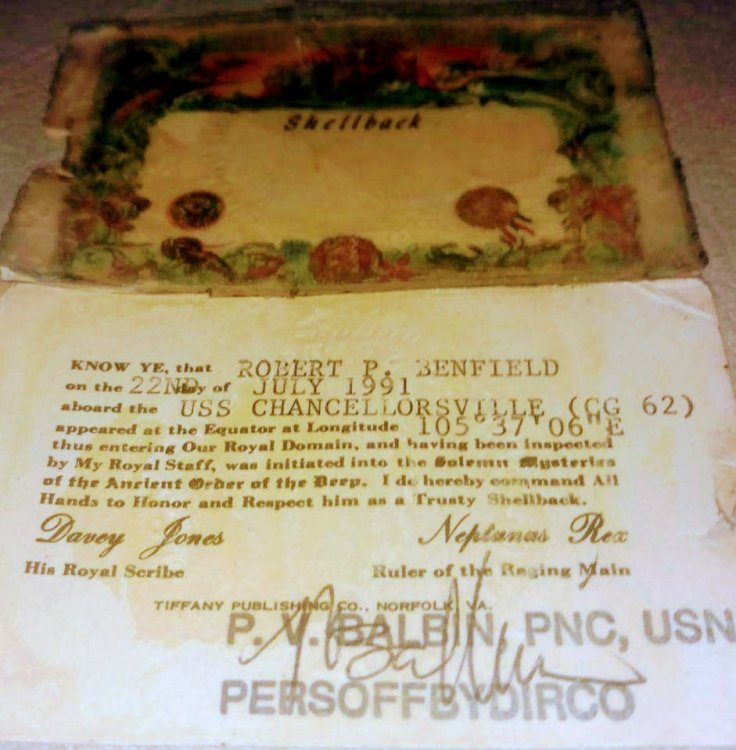 Shellback
KNOW YE, that ROBERT P. BENFIELD
on the 22ND day of JULY 1991
aboard the USS CHANCELLORSVILLE (CG 62)
appeared at the Equator at Longitude 105°37'06"E
thus entering Our Royal Domain, and having been inspected
by My Royal Staff, was initiated into the Solemn Mysteries
of the Ancient Order of the Deep. I do hereby command All
Hands to Honor and Respect him as a Trusty Shellback.
Davey Jones Neptunus Rex
His Royal Scribe Ruler of the Raging Main
TIFFANY PUBLISHING CO., NORFOLK, VA.
P. V. BALBIN, PNC, USN
PERSOFFBYDIRCO